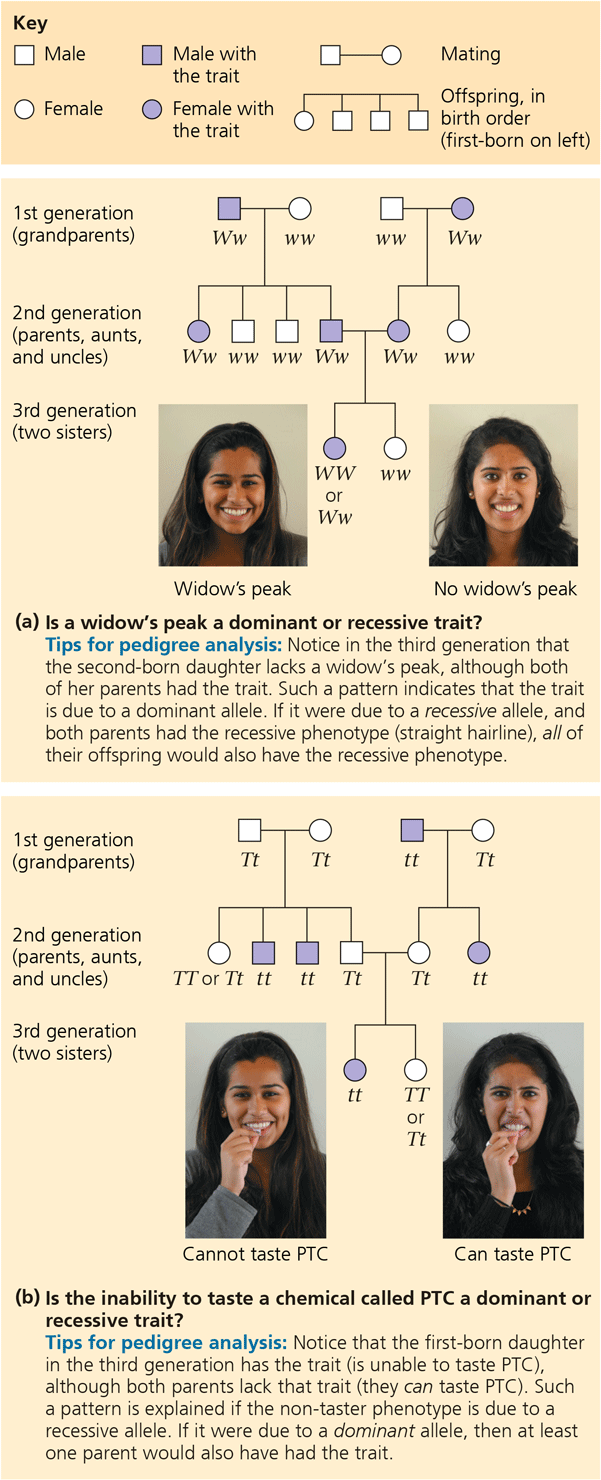 Key
Male
Male with
the trait
Mating
Female
Female with
the trait
Offspring, in
birth order
(first-born on left)
1st generation
(grandparents)
Ww
ww
ww
Ww
2nd generation
(parents, aunts,
and uncles)
Ww
ww
ww
Ww
Ww
ww
3rd generation
(two sisters)
WW
or
Ww
ww
Widow’s peak
No widow’s peak
(a) Is a widow’s peak a dominant or recessive trait?
Tips for pedigree analysis: Notice in the third generation that
the second-born daughter lacks a widow’s peak, although both
of her parents had the trait. Such a pattern indicates that the trait
is due to a dominant allele. If it were due to a recessive allele, and
both parents had the recessive phenotype (straight hairline), all of
their offspring would also have the recessive phenotype.
1st generation
(grandparents)
Tt
Tt
tt
Tt
2nd generation
(parents, aunts,
and uncles)
TT or Tt
tt
tt
Tt
Tt
tt
3rd generation
(two sisters)
tt
TT
or
Tt
Cannot taste PTC
Can taste PTC
(b) Is the inability to taste a chemical called PTC a dominant or
recessive trait?
Tips for pedigree analysis: Notice that the first-born daughter
in the third generation has the trait (is unable to taste PTC),
although both parents lack that trait (they can taste PTC). Such
a pattern is explained if the non-taster phenotype is due to a
recessive allele. If it were due to a dominant allele, then at least
one parent would also have had the trait.